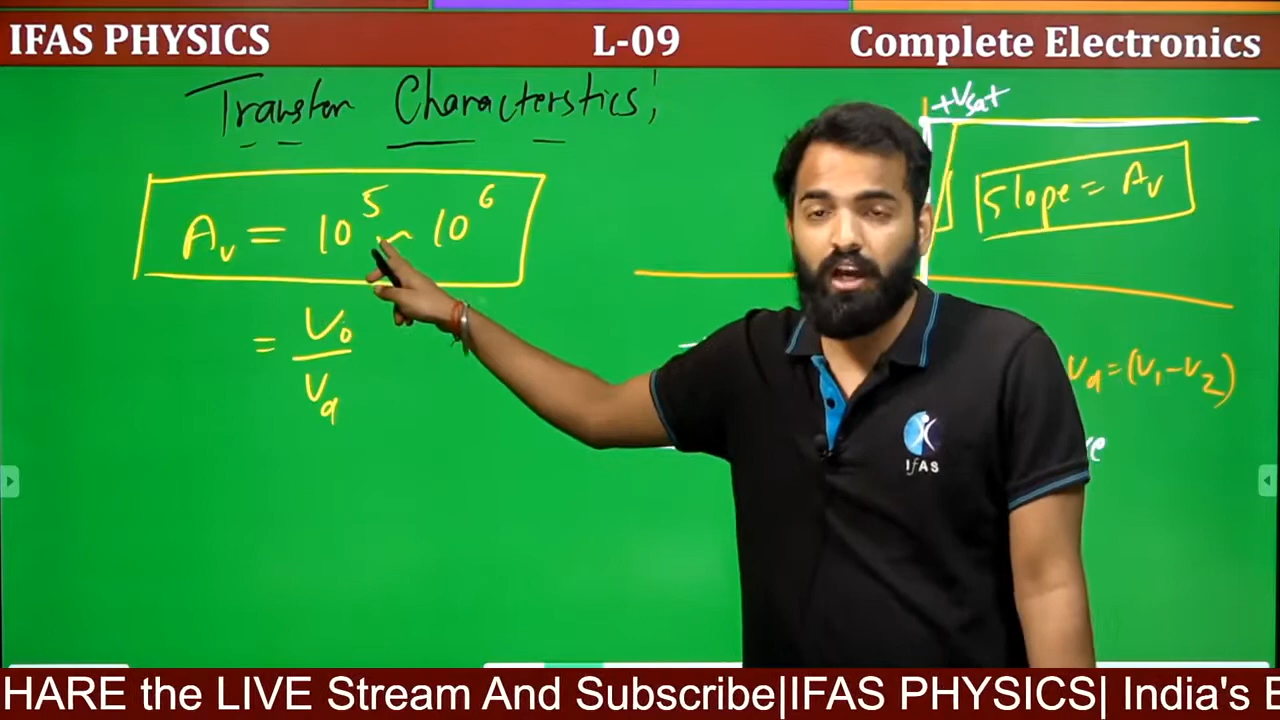 IFAS PHYSICS L-09 Complete Electronics
Transfer Characterstics;
+Vsat
Slope = Av
Av = 10^5 ~ 10^6
= Vo/Vd
Vd = (V1 - V2)
IFAS
HARE the LIVE Stream And Subscribe|IFAS PHYSICS| India's E